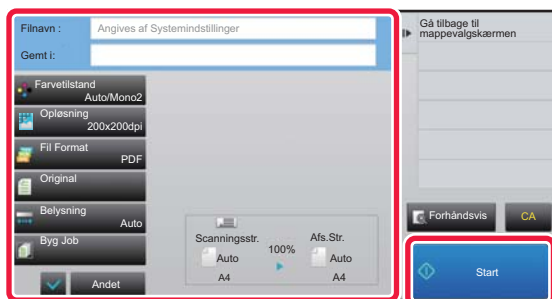 Filnavn :
Angives af Systemindstillinger
Gemt i:
Farvetilstand
Auto/Mono2
Opløsning
200x200dpi
Fil Format
PDF
Original
Belysning
Auto
Byg Job
Andet
Scanningsstr.
100%
Afs.Str.
Auto
Auto
A4
A4
Gå tilbage til
mappevalgskærmen
Forhåndsvis
CA
Start